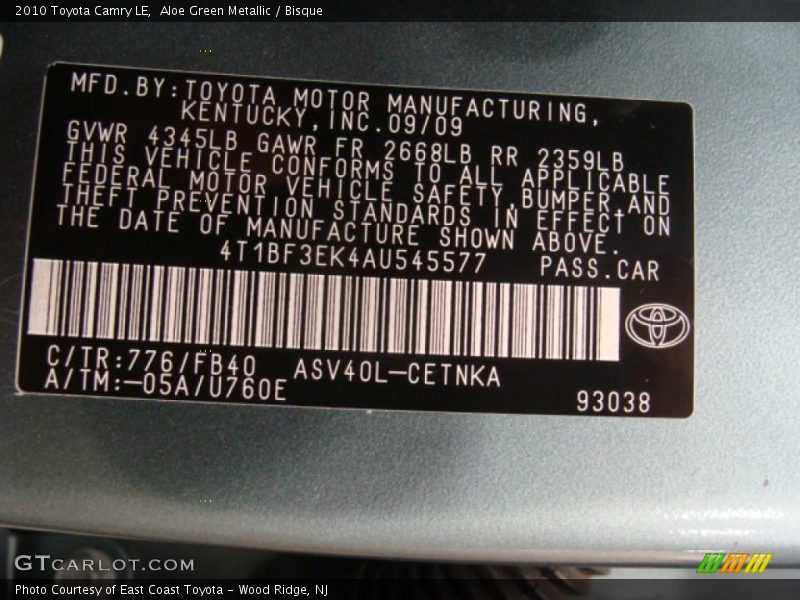 2010 Toyota Camry LE,  Aloe Green Metallic / Bisque
MFD.BY:TOYOTA MOTOR MANUFACTURING,
KENTUCKY,INC.09/09
GVWR 4345LB GAWR FR 2668LB RR 2359LB
THIS VEHICLE CONFORMS TO ALL APPLICABLE
FEDERAL MOTOR VEHICLE SAFETY,BUMPER,AND
THEFT PREVENTION STANDARDS IN EFFECT ON
THE DATE OF MANUFACTURE SHOWN ABOVE.
4T1BF3EK4AU545577 PASS.CAR
C/TR:776/FB40 ASV40L-CETNKA
A/TM:-05A/U760E
93038
GTCARLOT.COM
Photo Courtesy of East Coast Toyota - Wood Ridge, NJ